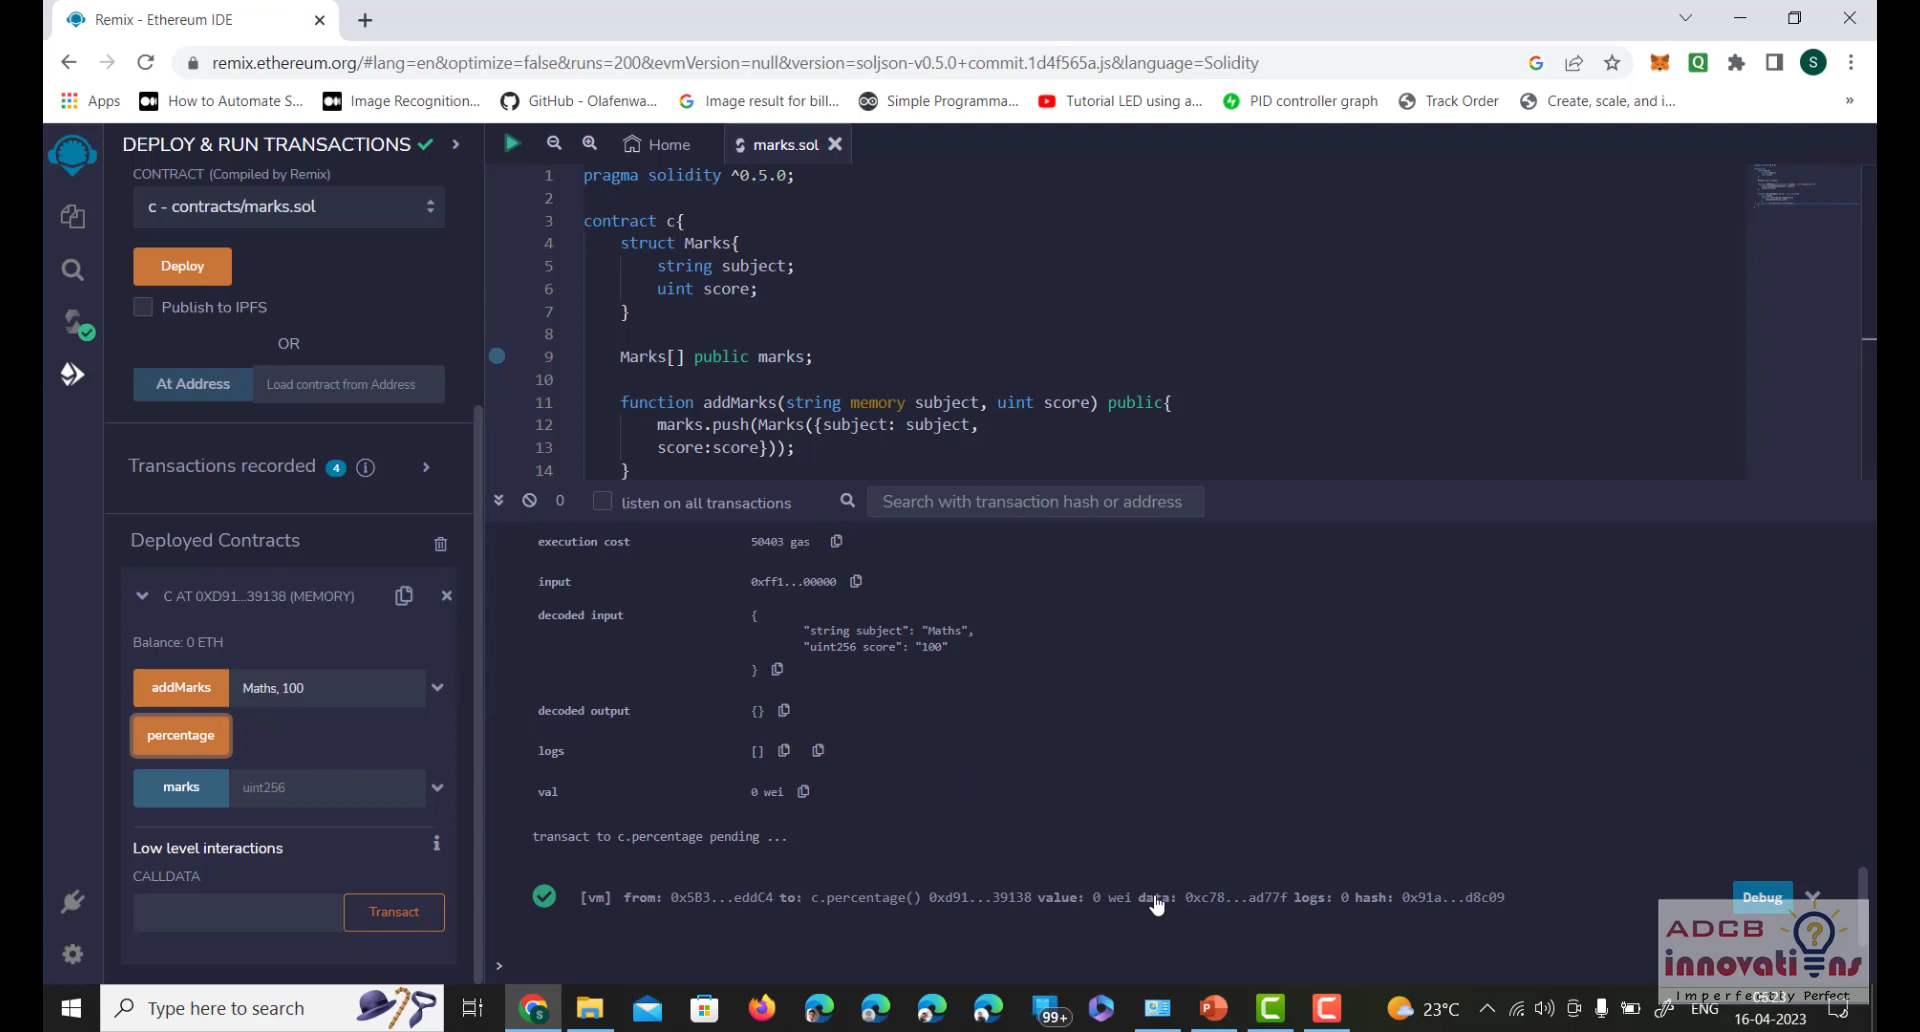 Remix - Ethereum IDE
remix.ethereum.org/#lang=en&optimize=false&runs=200&evmVersion=null&version=soljson-v0.5.0+commit.1d4f565a.js&language=Solidity
S
Apps How to Automate S... Image Recognition... GitHub - Olafenwa... Image result for bill... Simple Programma... Tutorial LED using a... PID controller graph Track Order Create, scale, and i... »
DEPLOY & RUN TRANSACTIONS
CONTRACT (Compiled by Remix)
c - contracts/marks.sol
Deploy
Publish to IPFS
OR
At Address Load contract from Address
Transactions recorded 4 i
Deployed Contracts
C AT 0XD91...39138 (MEMORY)
Balance: 0 ETH
addMarks Maths, 100
percentage
marks uint256
Low level interactions
CALLDATA
Transact
Home marks.sol
1 pragma solidity ^0.5.0;
2
3 contract c{
4 struct Marks{
5 string subject;
6 uint score;
7 }
8
9 Marks[] public marks;
10
11 function addMarks(string memory subject, uint score) public{
12 marks.push(Marks({subject: subject,
13 score:score}));
14 }
0 listen on all transactions Search with transaction hash or address
execution cost 50403 gas
input 0xff1...00000
decoded input {
"string subject": "Maths",
"uint256 score": "100"
}
decoded output {}
logs []
val 0 wei
transact to c.percentage pending ...
[vm] from: 0x5B3...eddC4 to: c.percentage() 0xd91...39138 value: 0 wei data: 0xc78...ad77f logs: 0 hash: 0x91a...d8c09
Debug
>
ADCB
innovations
Imperfectly Perfect
Type here to search
99+
23°C
ENG
16-04-2023